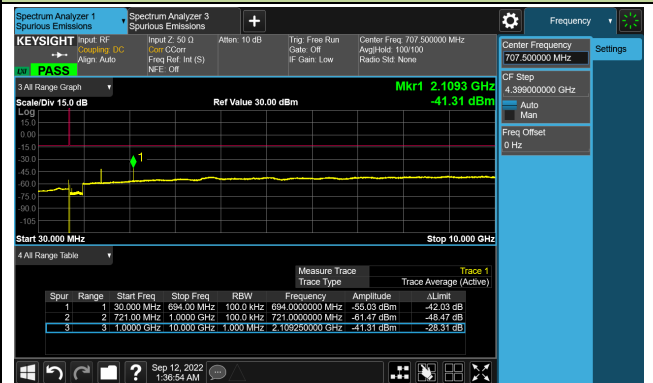 Spectrum Analyzer 1
Spurious Emissions
Spectrum Analyzer 3
Spurious Emissions
Frequency
KEYSIGHT
Input: RF
Coupling: DC
Align: Auto
Input Z: 50 Ω
Corr CCorr
Freq Ref: Int (S)
NFE: Off
Atten: 10 dB
Trig: Free Run
Gate: Off
IF Gain: Low
Center Freq: 707.500000 MHz
Avg|Hold: 100/100
Radio Std: None
PASS
Center Frequency
707.500000 MHz
Settings
CF Step
4.399000000 GHz
Auto
Man
Freq Offset
0 Hz
3 All Range Graph
Mkr1 2.1093 GHz
Scale/Div 15.0 dB
Ref Value 30.00 dBm
-41.31 dBm
Log
15.0
0.00
-15.0
-30.0
-45.0
-60.0
-75.0
-90.0
-105
1
Start 30.000 MHz
Stop 10.000 GHz
4 All Range Table
Measure Trace Trace 1
Trace Type Trace Average (Active)
Spur Range Start Freq Stop Freq RBW Frequency Amplitude ΔLimit
1 1 30.000 MHz 694.00 MHz 100.0 kHz 694.0000000 MHz -55.03 dBm -42.03 dB
2 2 721.00 MHz 1.0000 GHz 100.0 kHz 721.0000000 MHz -61.47 dBm -48.47 dB
3 3 1.0000 GHz 10.000 GHz 1.000 MHz 2.109250000 GHz -41.31 dBm -28.31 dB
Sep 12, 2022
1:36:54 AM